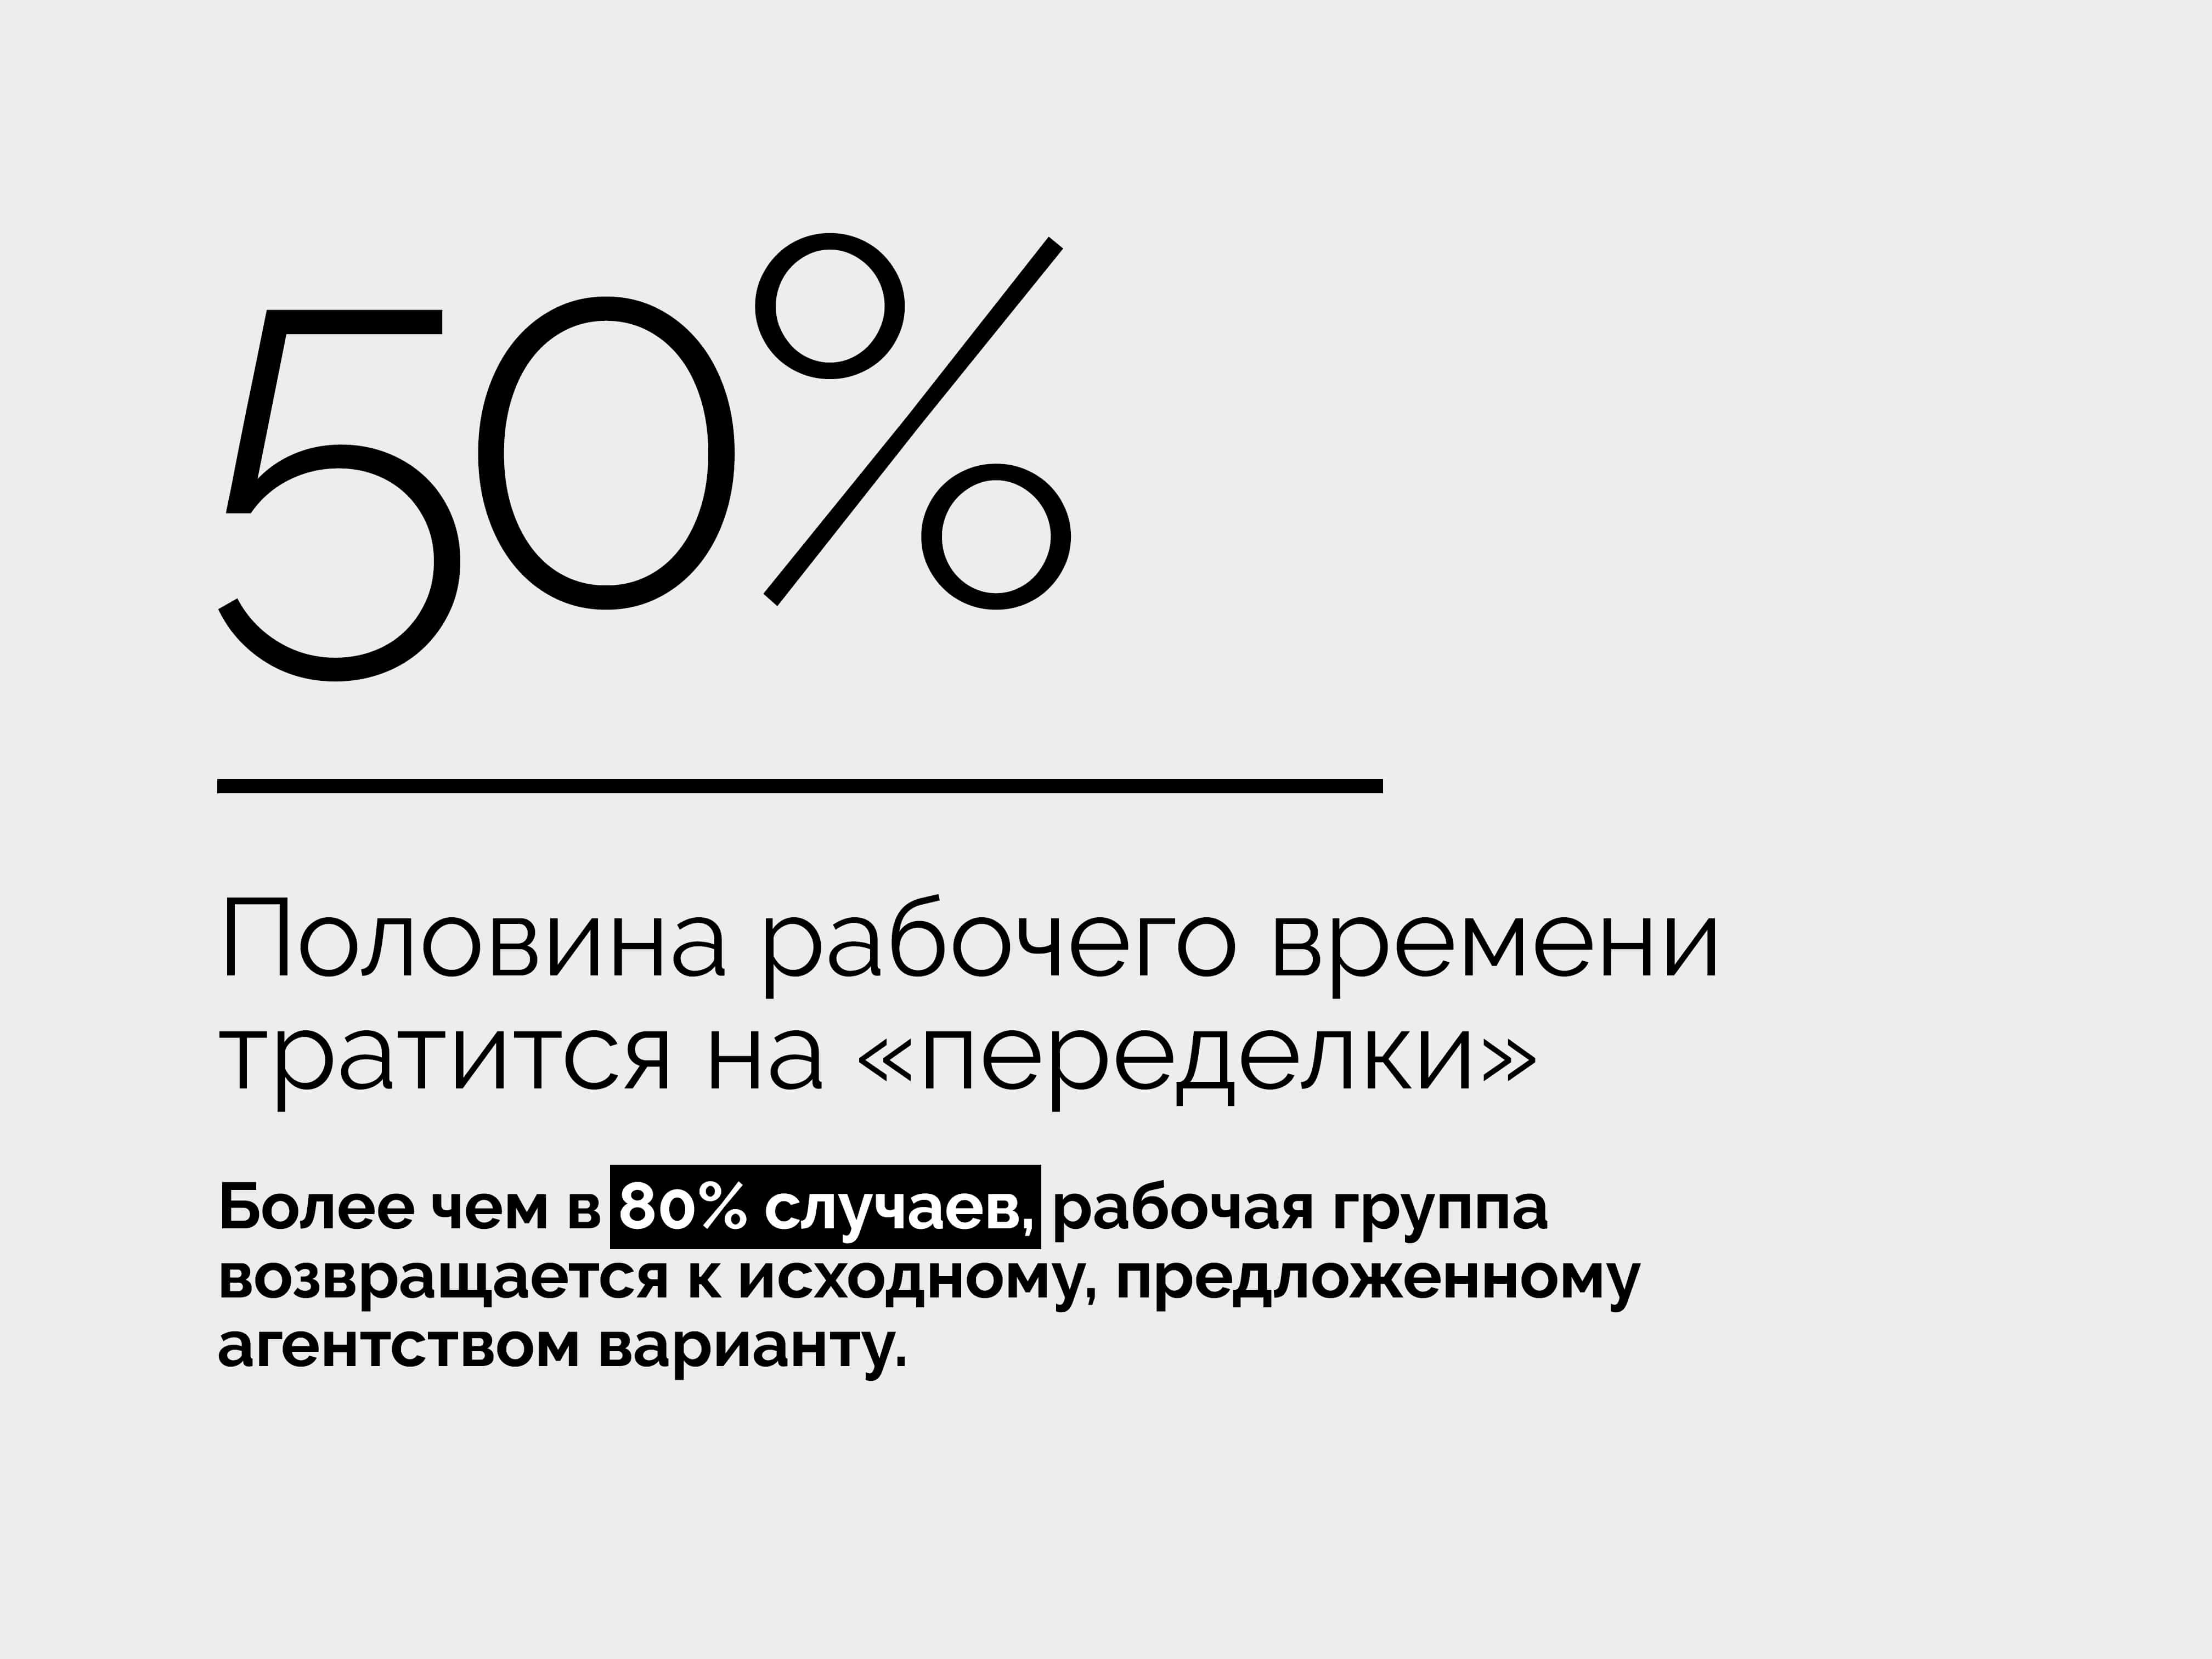 50%
Половина рабочего времени
тратится на «переделки»
Более чем в 80% случаев, рабочая группа
возвращается к исходному, предложенному
агентством варианту.